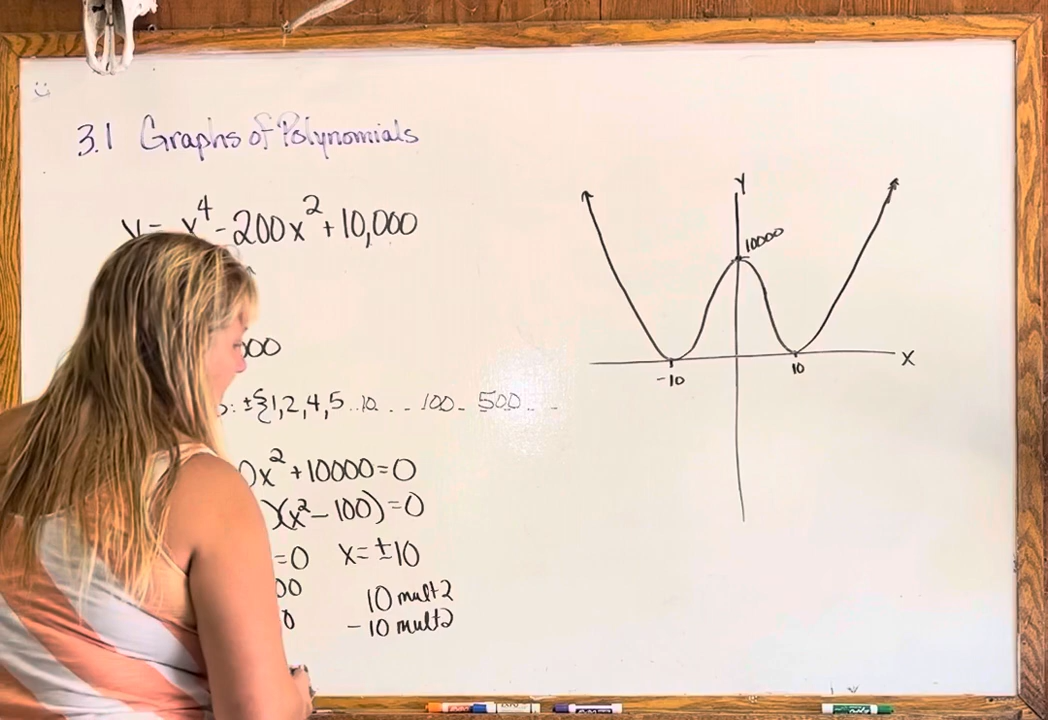 3.1 Graphs of Polynomials
y = x⁴ - 200x² + 10,000
00
: ±{1, 2, 4, 5 .. 10 . . . 100 - 500 . . .
0x² + 10000 = 0
)(x² - 100) = 0
= 0 x = ±10
00 10 mult 2
0 - 10 mult 2
Y
10000
-10
10
X